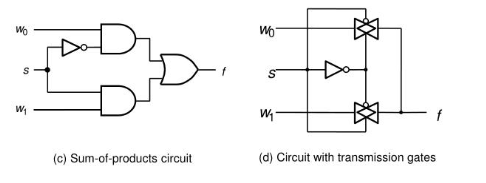 w0
s
w1
f
(c) Sum-of-products circuit
w0
s
w1
f
(d) Circuit with transmission gates